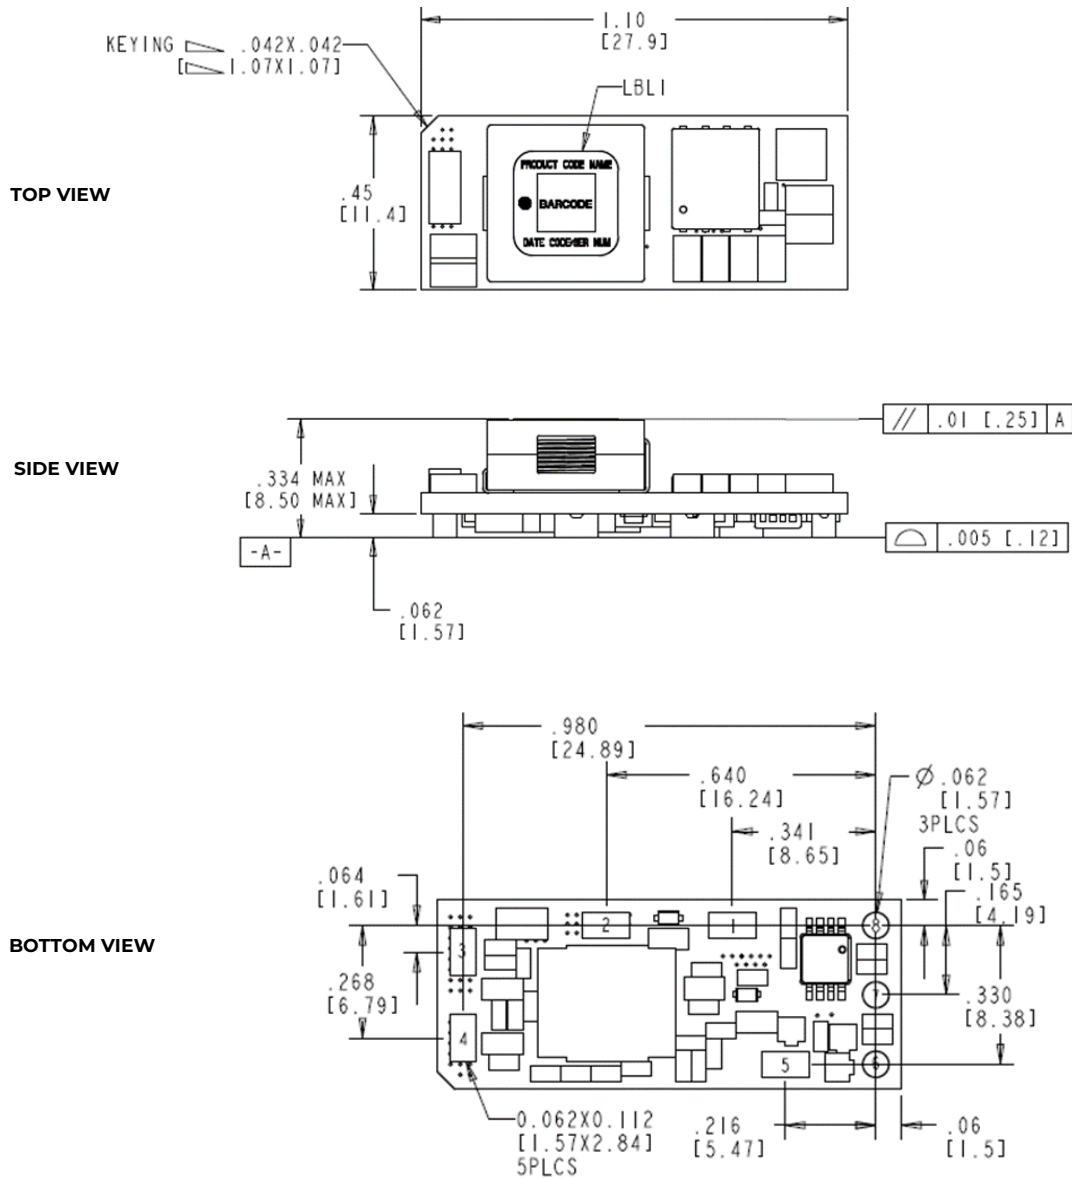 1.10
[27.9]
KEYING .042X.042
[ 1.07X1.07]
LBL1
TOP VIEW
.45
[11.4]
PRODUCT CODE NAME
BARCODE
DATE CODE/SER NUM
// .01 [.25] A
SIDE VIEW
.334 MAX
[8.50 MAX]
-A-
.005 [.12]
.062
[1.57]
.980
[24.89]
.640
[16.24]
Ø.062
[1.57]
3PLCS
.341
[8.65]
.06
[1.5]
.064
[1.61]
.165
[4.19]
BOTTOM VIEW
2
1
8
3
.268
[6.79]
7
.330
[8.38]
4
5
6
0.062X0.112
[1.57X2.84]
5PLCS
.216
[5.47]
.06
[1.5]